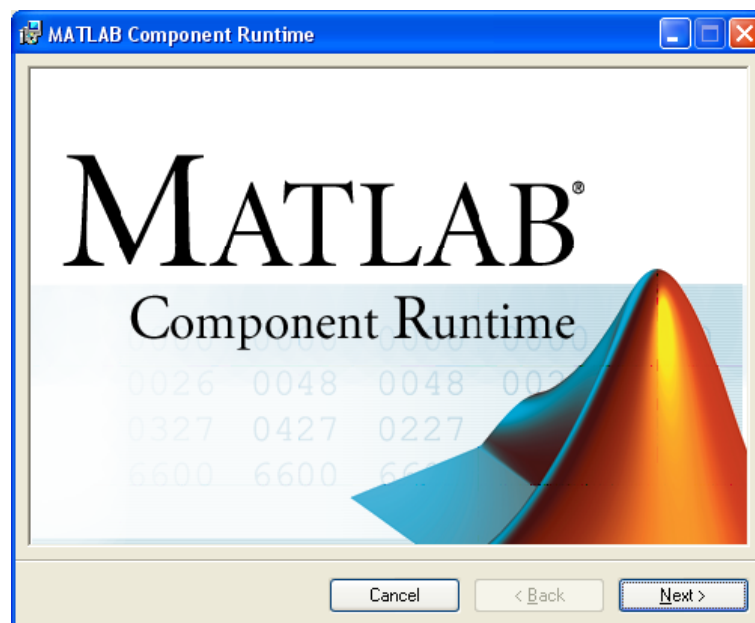 MATLAB Component Runtime
MATLAB®
Component Runtime
0026 0048 0048
0327 0427 0227
6600 6600
Cancel < Back Next >